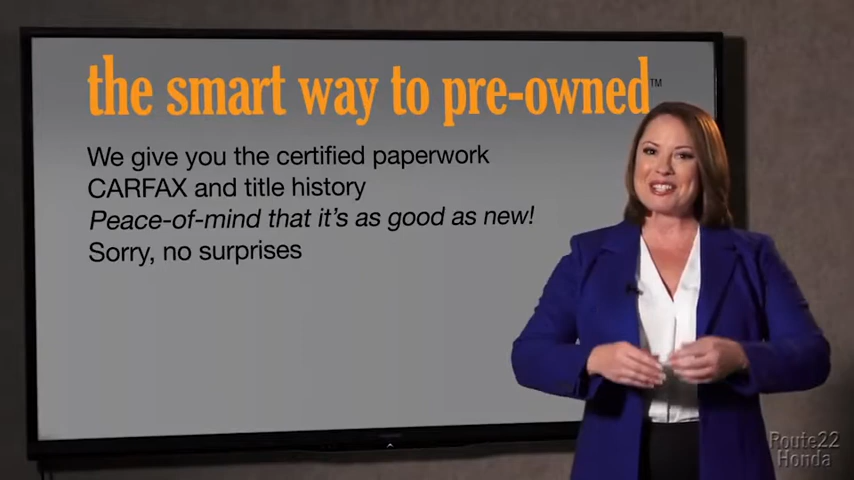 the smart way to pre-owned™
We give you the certified paperwork
CARFAX and title history
Peace-of-mind that it's as good as new!
Sorry, no surprises
Route22
Honda